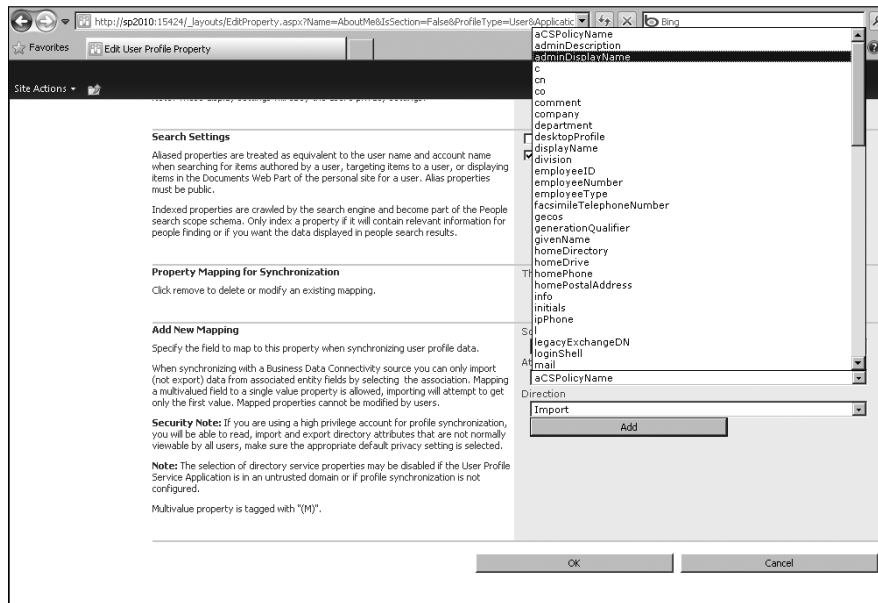 http://sp2010:15424/_layouts/EditProperty.aspx?Name=AboutMe&IsSection=False&ProfileType=User&Applicatic
Bing
Favorites
Edit User Profile Property
Site Actions
Search Settings
Aliased properties are treated as equivalent to the user name and account name
when searching for items authored by a user, targeting items to a user, or displaying
items in the Documents Web Part of the personal site for a user. Alias properties
must be public.
Indexed properties are crawled by the search engine and become part of the People
search scope schema. Only index a property if it will contain relevant information for
people finding or if you want the data displayed in people search results.
Property Mapping for Synchronization
Click remove to delete or modify an existing mapping.
Th
Add New Mapping
Specify the field to map to this property when synchronizing user profile data.
When synchronizing with a Business Data Connectivity source you can only import
(not export) data from associated entity fields by selecting the association. Mapping
a multivalued field to a single value property is allowed, importing will attempt to get
only the first value. Mapped properties cannot be modified by users.
Security Note: If you are using a high privilege account for profile synchronization,
you will be able to read, import and export directory attributes that are not normally
viewable by all users, make sure the appropriate default privacy setting is selected.
Note: The selection of directory service properties may be disabled if the User Profile
Service Application is in an untrusted domain or if profile synchronization is not
configured.
Multivalue property is tagged with "(M)".
So
At
aCSPolicyName
adminDescription
adminDisplayName
c
cn
co
comment
company
department
desktopProfile
displayName
division
employeeID
employeeNumber
employeeType
facsimileTelephoneNumber
gecos
generationQualifier
givenName
homeDirectory
homeDrive
homePhone
homePostalAddress
info
initials
ipPhone
l
legacyExchangeDN
loginShell
mail
aCSPolicyName
Direction
Import
Add
OK
Cancel